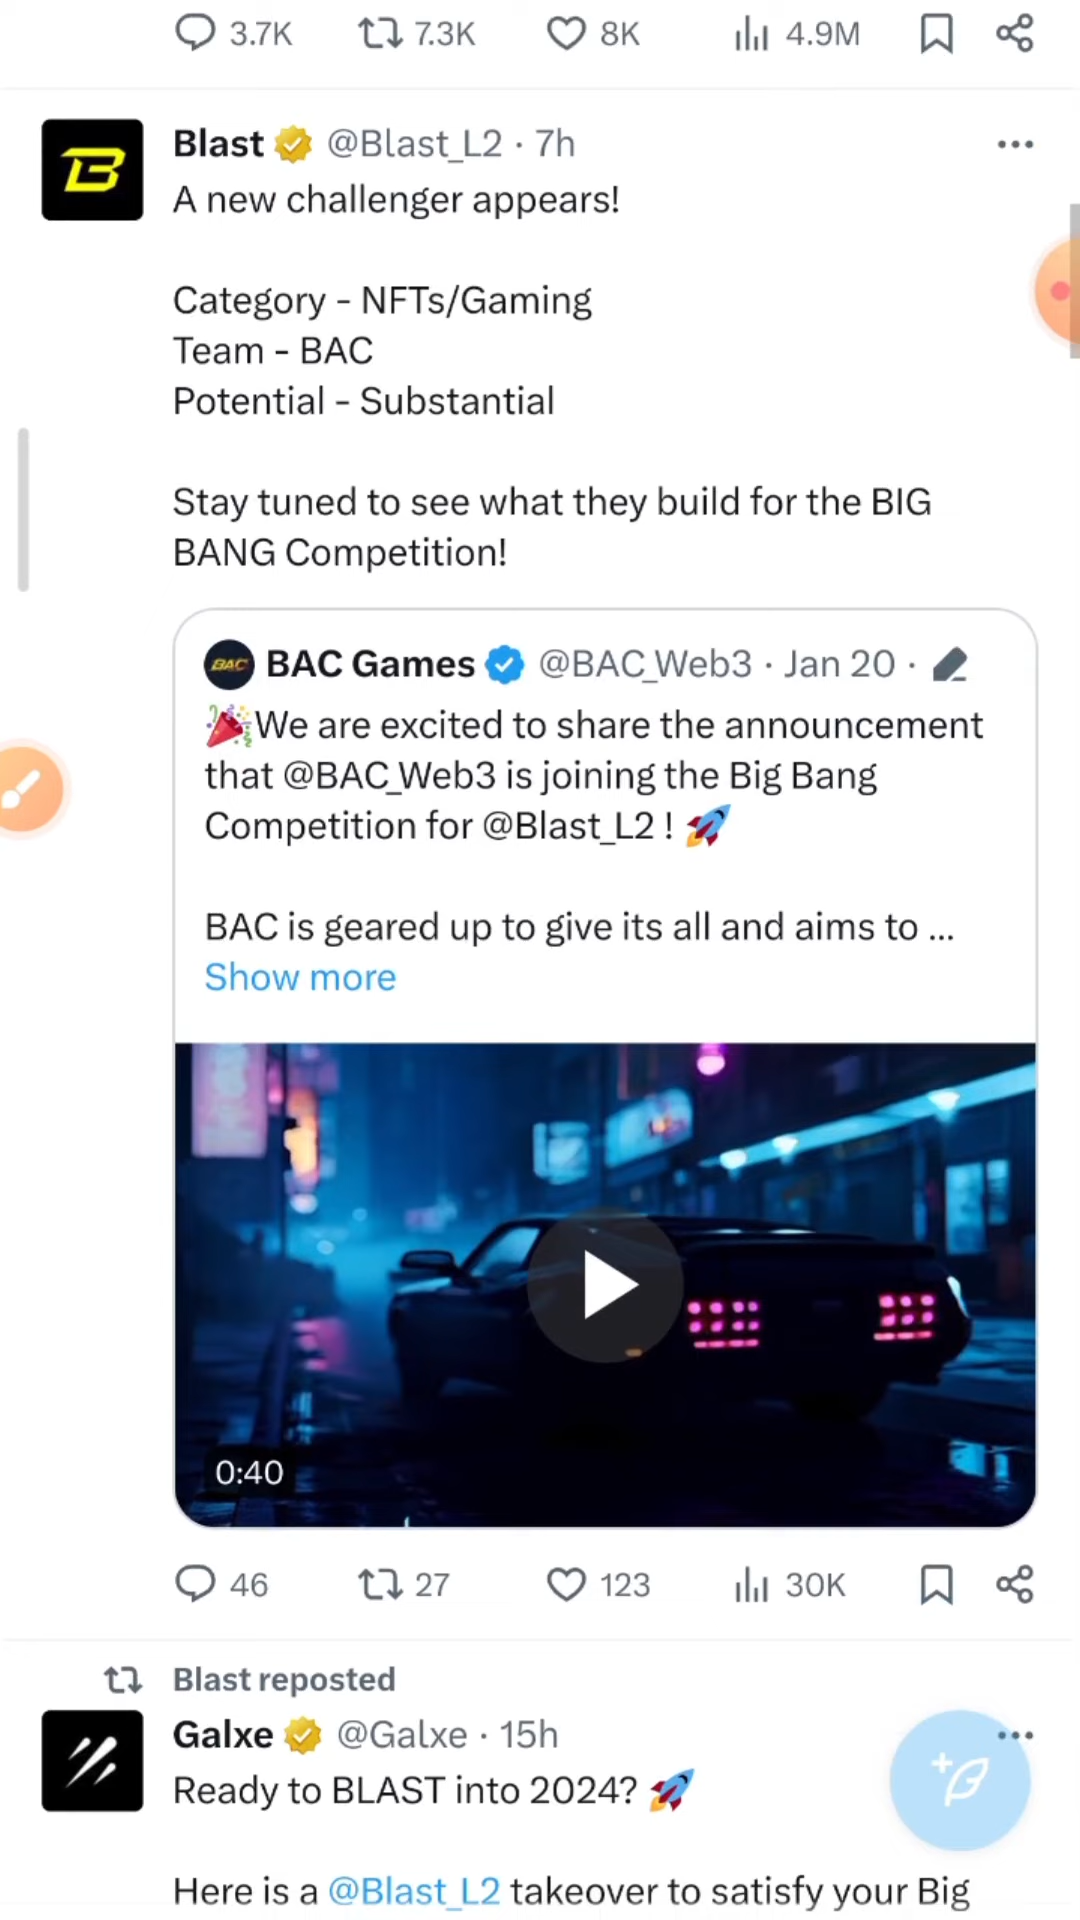 3.7K 7.3K 8K 4.9M
Blast @Blast_L2 · 7h
A new challenger appears!
Category - NFTs/Gaming
Team - BAC
Potential - Substantial
Stay tuned to see what they build for the BIG
BANG Competition!
BAC
BAC Games @BAC_Web3 · Jan 20 ·
🎉We are excited to share the announcement
that @BAC_Web3 is joining the Big Bang
Competition for @Blast_L2 ! 🚀
BAC is geared up to give its all and aims to ...
Show more
0:40
46 27 123 30K
Blast reposted
Galxe @Galxe · 15h
Ready to BLAST into 2024? 🚀
Here is a @Blast_L2 takeover to satisfy your Big